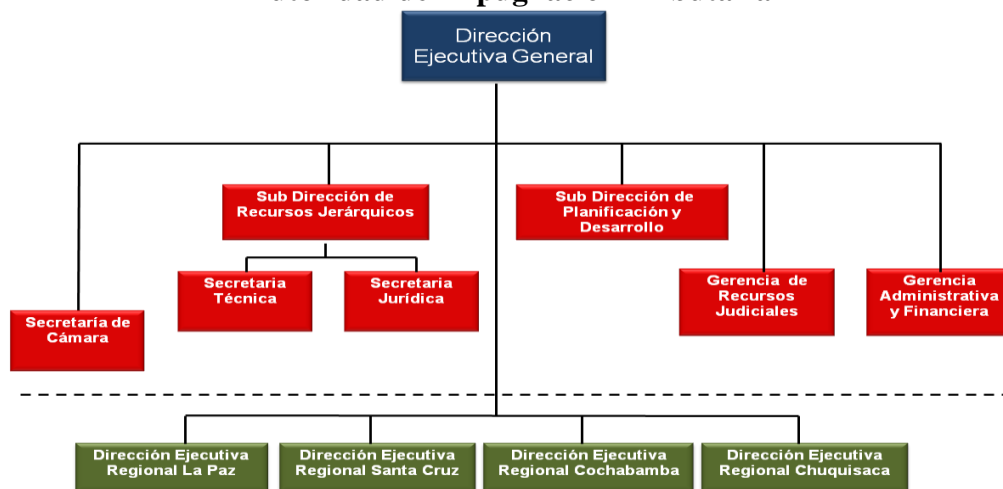 Dirección
Ejecutiva General
Sub Dirección de
Recursos Jerárquicos
Sub Dirección de
Planificación y
Desarrollo
Secretaria
Técnica
Secretaria
Jurídica
Gerencia de
Recursos
Judiciales
Gerencia
Administrativa
y Financiera
Secretaría de
Cámara
Dirección Ejecutiva
Regional La Paz
Dirección Ejecutiva
Regional Santa Cruz
Dirección Ejecutiva
Regional Cochabamba
Dirección Ejecutiva
Regional Chuquisaca